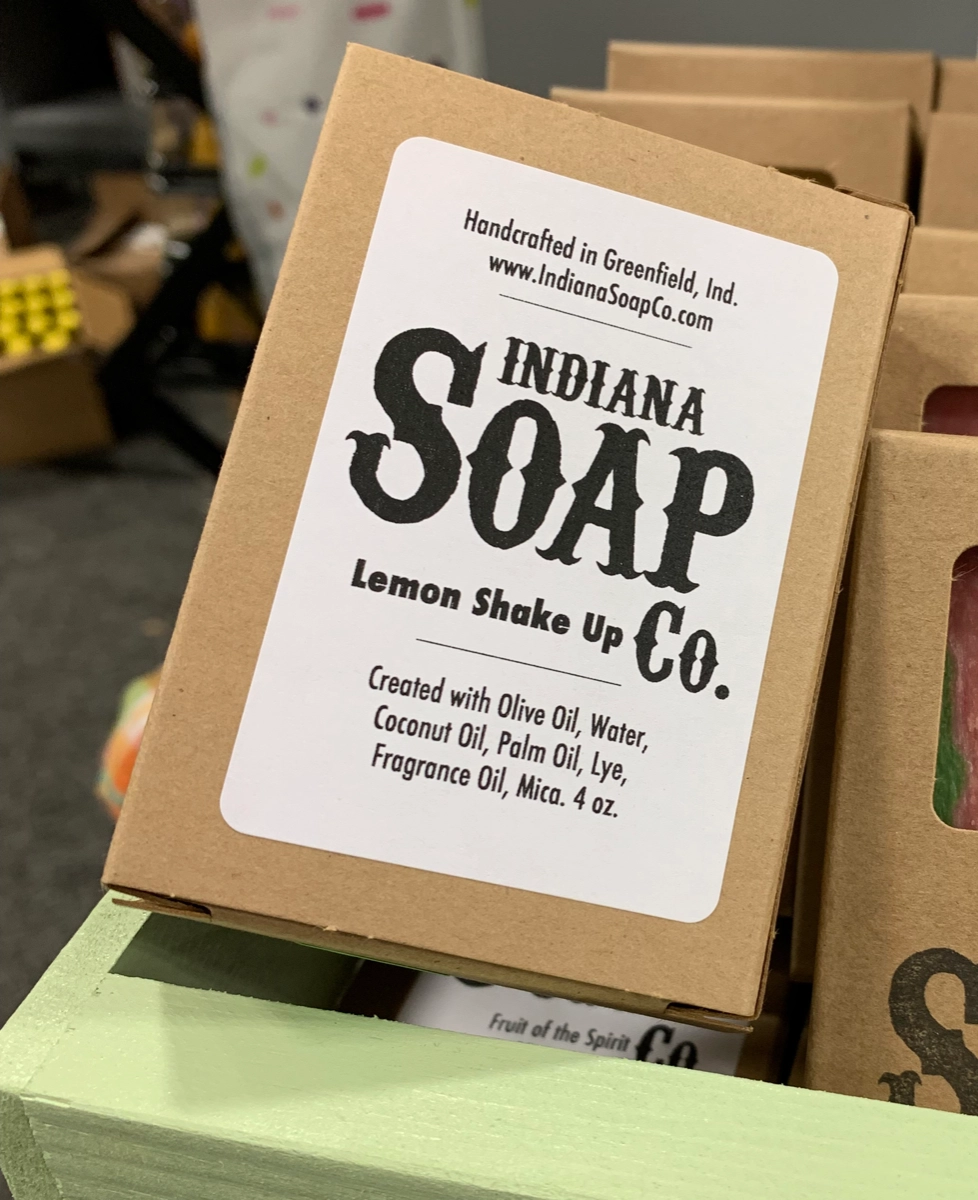 Handcrafted in Greenfield, Ind.
www.IndianaSoapCo.com
INDIANA
SOAP
Lemon Shake Up Co.
Created with Olive Oil, Water,
Coconut Oil, Palm Oil, Lye,
Fragrance Oil, Mica. 4 oz.
Fruit of the Spirit Co